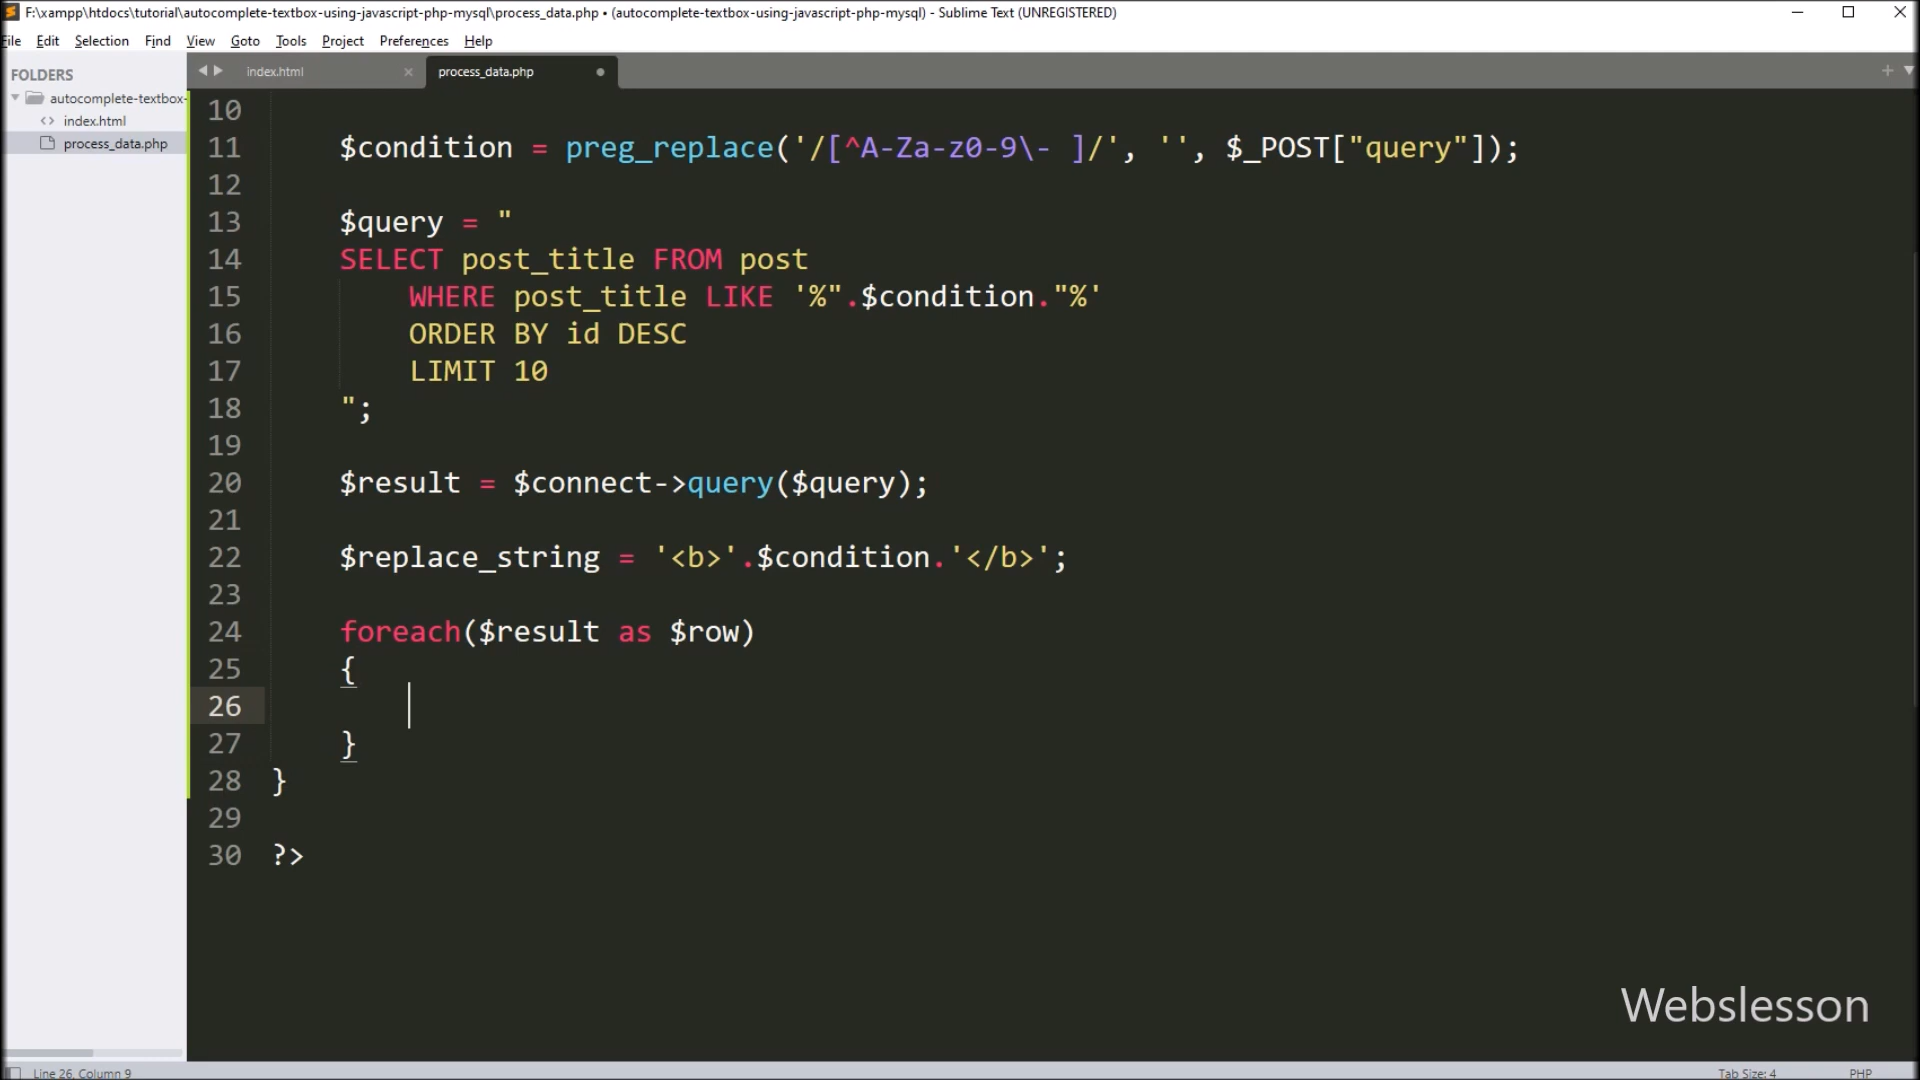 F:\xampp\htdocs\tutorial\autocomplete-textbox-using-javascript-php-mysql\process_data.php • (autocomplete-textbox-using-javascript-php-mysql) - Sublime Text (UNREGISTERED)
File Edit Selection Find View Goto Tools Project Preferences Help
FOLDERS
autocomplete-textbox-
index.html
process_data.php
index.html
process_data.php
10
11 $condition = preg_replace('/[^A-Za-z0-9\- ]/', '', $_POST["query"]);
12
13 $query = "
14 SELECT post_title FROM post
15 WHERE post_title LIKE '%".$condition."%'
16 ORDER BY id DESC
17 LIMIT 10
18 ";
19
20 $result = $connect->query($query);
21
22 $replace_string = '<b>'.$condition.'</b>';
23
24 foreach($result as $row)
25 {
26
27 }
28 }
29
30 ?>
Webslesson
Line 26, Column 9
Tab Size: 4
PHP